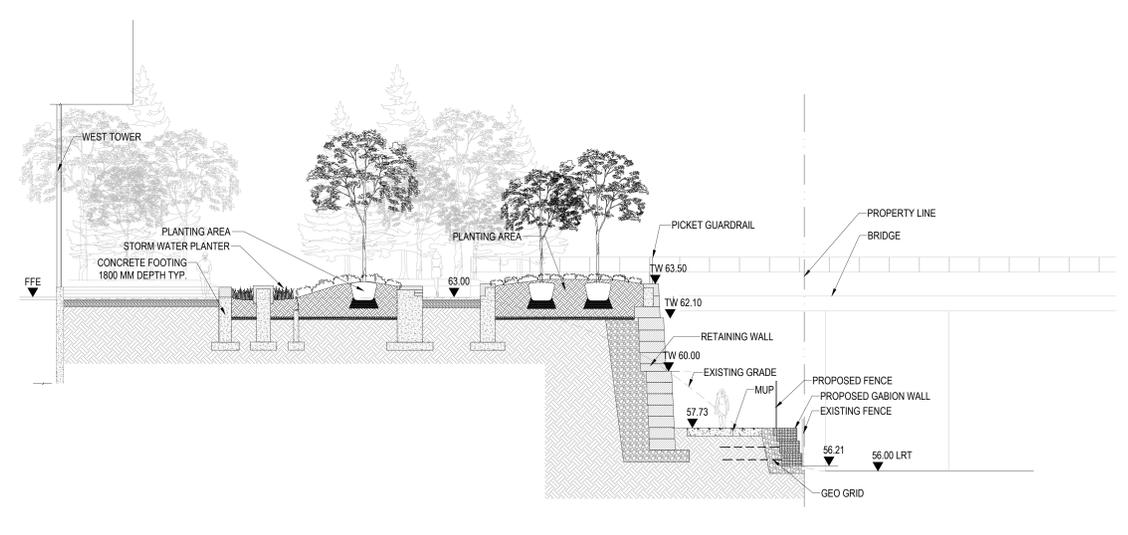 WEST TOWER
PROPERTY LINE
PICKET GUARDRAIL
PLANTING AREA
PLANTING AREA
BRIDGE
STORM WATER PLANTER
CONCRETE FOOTING
1800 MM DEPTH TYP.
TW 63.50
FFE
63.00
TW 62.10
RETAINING WALL
TW 60.00
EXISTING GRADE
PROPOSED FENCE
MUP
PROPOSED GABION WALL
57.73
EXISTING FENCE
56.21
56.00 LRT
GEO GRID